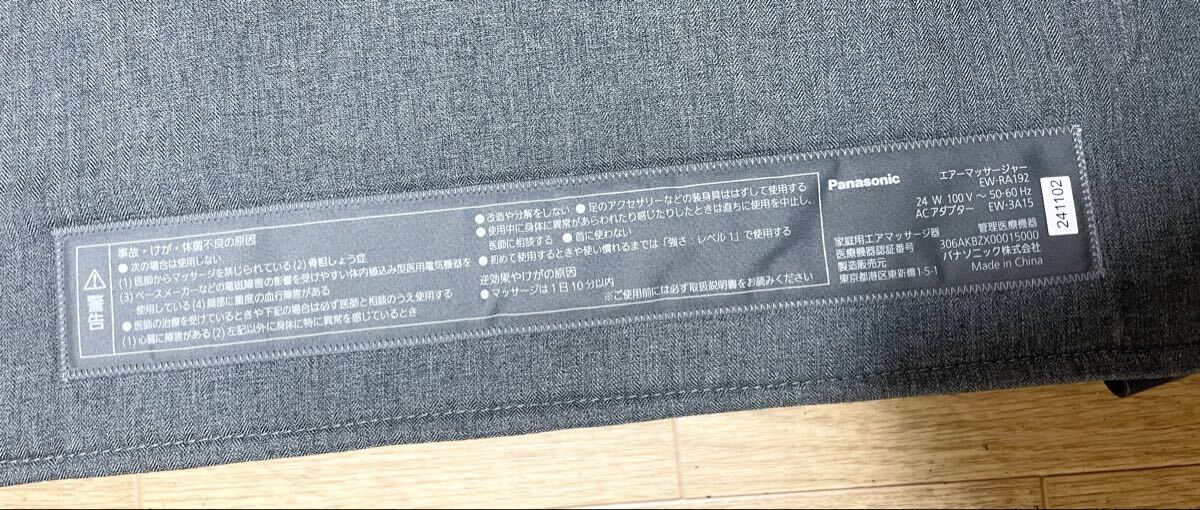 警告
事故・けが・体調不良の原因
●次の場合は使用しない
(1)医師からマッサージを禁じられている(2)骨粗しょう症
(3)ペースメーカーなどの電磁障害の影響を受けやすい体内植込み型医用電気機器を
使用している(4)脚部に重度の血行障害がある
●医師の治療を受けているときや下記の場合は必ず医師と相談のうえ使用する
(1)心臓に障害がある(2)左記以外に身体に特に異常を感じているとき
●改造や分解をしない ●足のアクセサリーなどの装身具ははずして使用する
●使用中に身体に異常があらわれたり感じたりしたときは直ちに使用を中止し、
医師に相談する ●首に使わない
●初めて使用するときや使い慣れるまでは「強さ:レベル1」で使用する
逆効果やけがの原因
●マッサージは1日10分以内
※ご使用前には必ず取扱説明書をお読みください
Panasonic
エアーマッサージャー
EW-RA192
24 W 100 V～50-60 Hz
ACアダプター EW-3A15
家庭用エアマッサージ器 管理医療機器
医療機器認証番号 306AKBZX00015000
製造販売元 パナソニック株式会社
東京都港区東新橋1-5-1 Made in China
241102